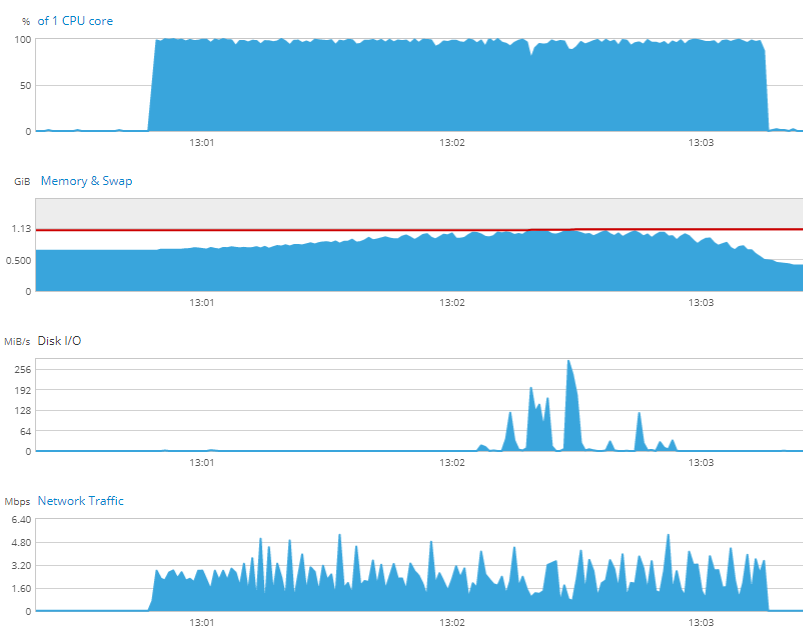 % of 1 CPU core
100
50
0
13:01 13:02 13:03
GiB Memory & Swap
1.13
0.500
0
13:01 13:02 13:03
MiB/s Disk I/O
256
192
128
64
0
13:01 13:02 13:03
Mbps Network Traffic
6.40
4.80
3.20
1.60
0
13:01 13:02 13:03